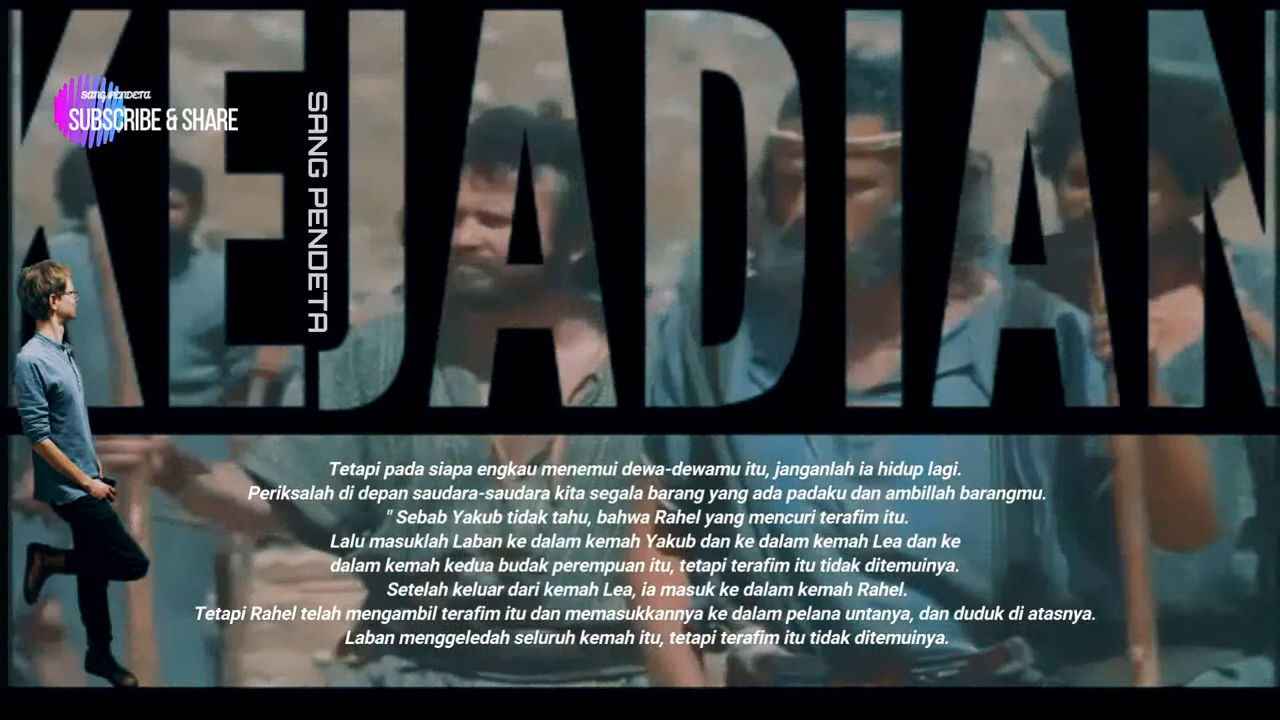 KEJADIAN
sang pendeta
SUBSCRIBE & SHARE
SANG PENDETA
Tetapi pada siapa engkau menemui dewa-dewamu itu, janganlah ia hidup lagi.
Periksalah di depan saudara-saudara kita segala barang yang ada padaku dan ambillah barangmu.
" Sebab Yakub tidak tahu, bahwa Rahel yang mencuri terafim itu.
Lalu masuklah Laban ke dalam kemah Yakub dan ke dalam kemah Lea dan ke
dalam kemah kedua budak perempuan itu, tetapi terafim itu tidak ditemuinya.
Setelah keluar dari kemah Lea, ia masuk ke dalam kemah Rahel.
Tetapi Rahel telah mengambil terafim itu dan memasukkannya ke dalam pelana untanya, dan duduk di atasnya.
Laban menggeledah seluruh kemah itu, tetapi terafim itu tidak ditemuinya.